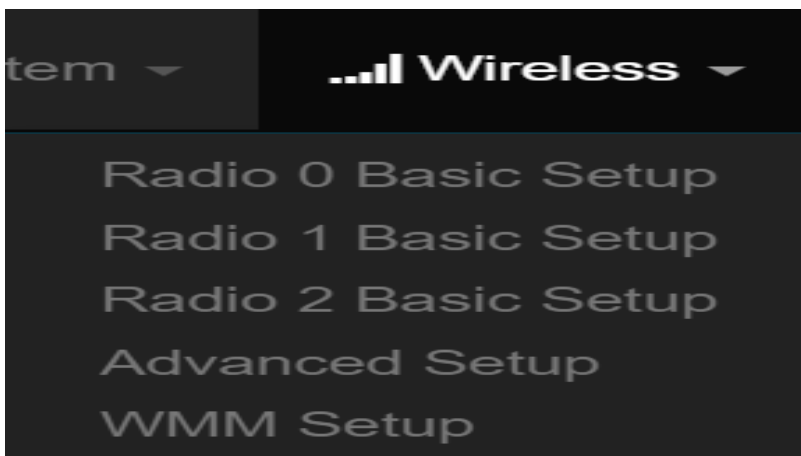 tem Wireless
Radio 0 Basic Setup
Radio 1 Basic Setup
Radio 2 Basic Setup
Advanced Setup
WMM Setup